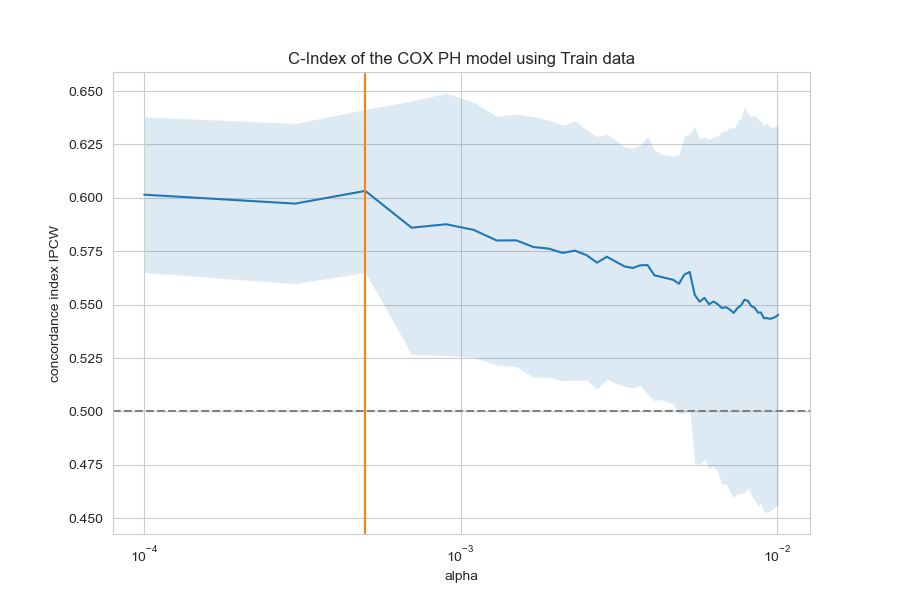 C-Index of the COX PH model using Train data
concordance index IPCW
0.650
0.625
0.600
0.575
0.550
0.525
0.500
0.475
0.450
10⁻⁴ 10⁻³ 10⁻²
alpha